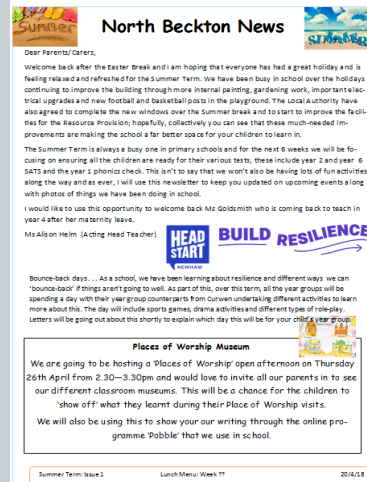 Summer
North Beckton News
SUMMER
Dear Parents/Carers,
Welcome back after the Easter Break and I am hoping that everyone has had a great holiday and is
feeling relaxed and refreshed for the Summer Term. We have been busy in school over the holidays
continuing to improve the building through more internal painting, gardening work, important elec-
trical upgrades and new football and basketball posts in the playground. The Local Authority have
also agreed to complete the new windows over the Summer break and to start to improve the facili-
ties for the Resource Provision; hopefully, collectively you can see that these much-needed im-
provements are making the school a far better space for your children to learn in.
The Summer Term is always a busy one in primary schools and for the next 6 weeks we will be fo-
cusing on ensuring all the children are ready for their various tests; these include year 2 and year 6
SATS and the year 1 phonics check. This isn't to say that we won't also be having lots of fun activities
along the way and as ever, I will use this newsletter to keep you updated on upcoming events along
with photos of things we have been doing in school.
I would like to use this opportunity to welcome back Ms Goldsmith who is coming back to teach in
year 4 after her maternity leave.
Ms Alison Helm (Acting Head Teacher)
HEAD
START
NEWHAM
BUILD RESILIENCE
Bounce-back days . . . As a school, we have been learning about resilience and different ways we can
'bounce-back' if things aren't going to well. As part of this, over this term, all the year groups will be
spending a day with their year group counterparts from Curwen undertaking different activities to learn
more about this. The day will include sports games, drama activities and different types of role-play.
Letters will be going out about this shortly to explain which day this will be for your child's year group.
Places of Worship Museum
We are going to be hosting a 'Places of Worship' open afternoon on Thursday
26th April from 2.30—3.30pm and would love to invite all our parents in to see
our different classroom museums. This will be a chance for the children to
'show off' what they learnt during their Place of Worship visits.
We will also be using this to show your our writing through the online pro-
gramme 'Pobble' that we use in school.
Summer Term: Issue 1 Lunch Menu: Week ?? 20/4/18